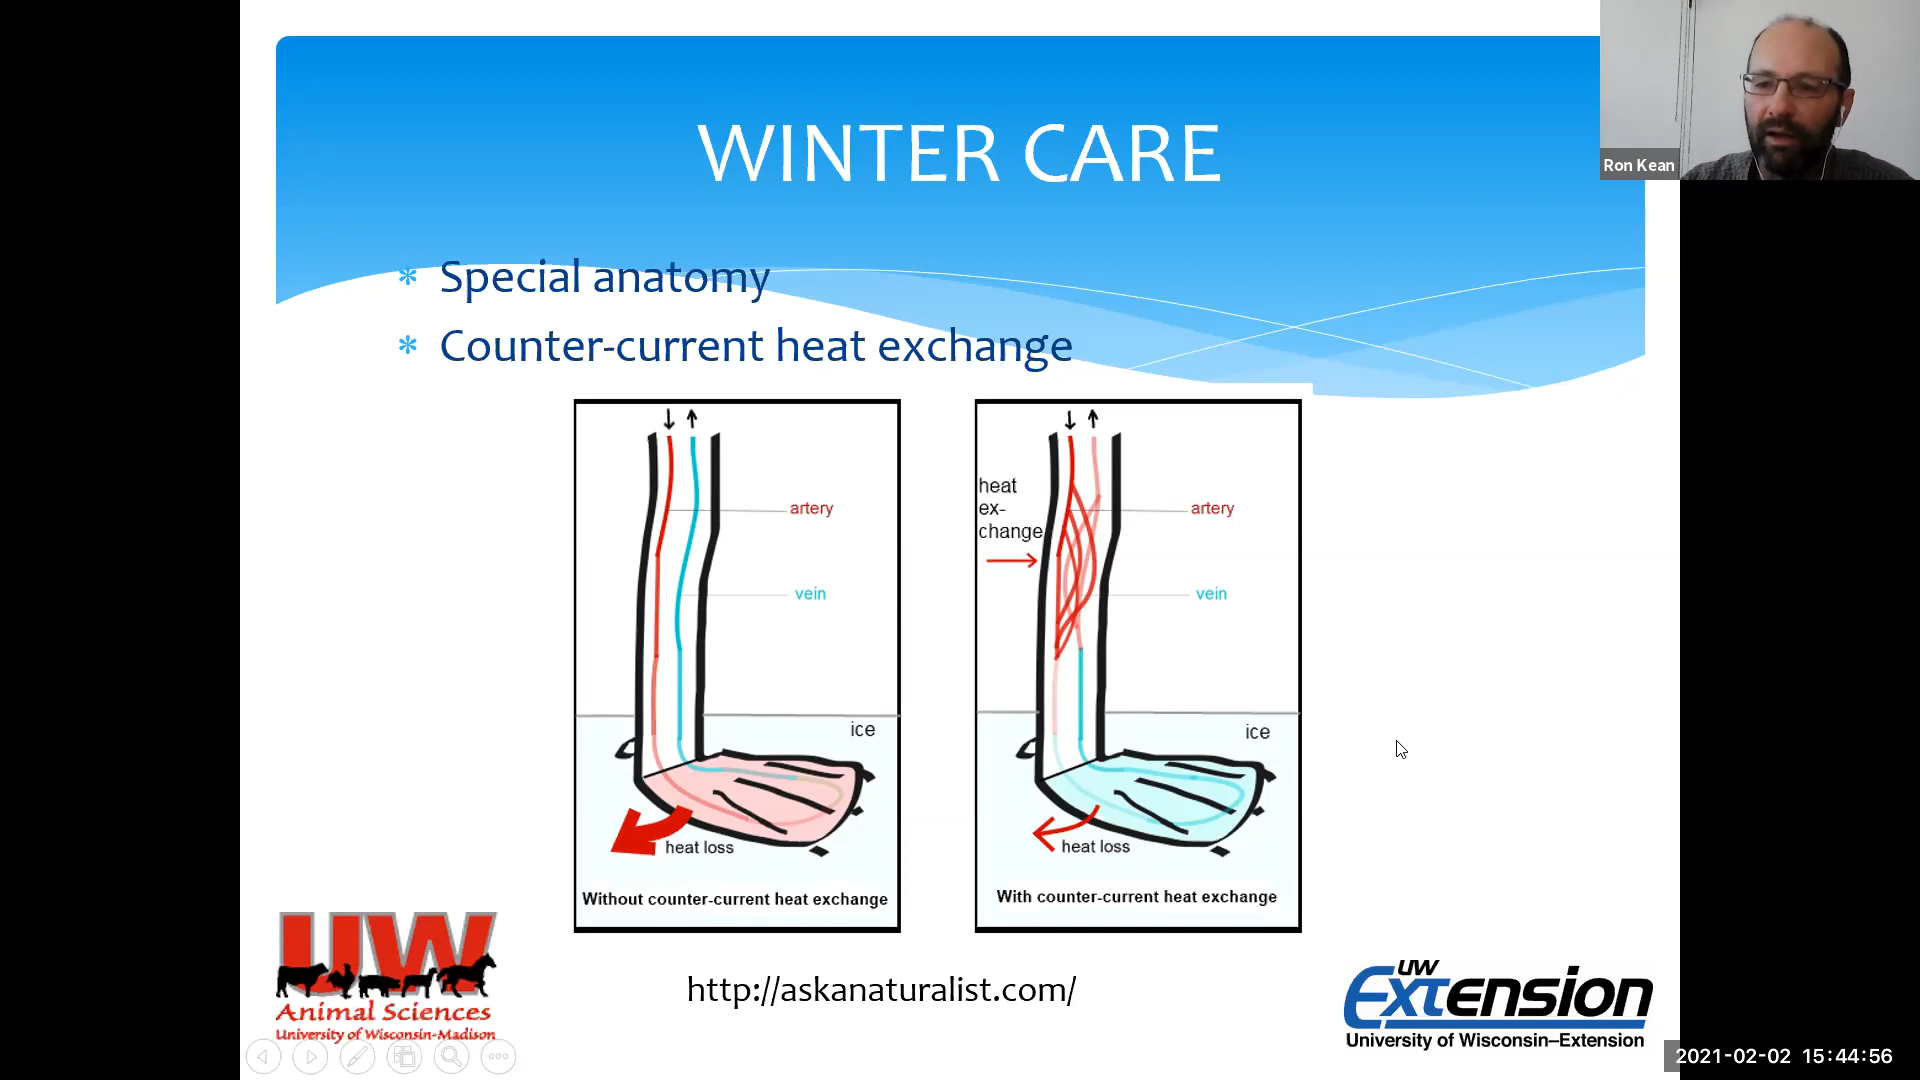 WINTER CARE
Ron Kean
* Special anatomy
* Counter-current heat exchange
artery
vein
ice
heat loss
Without counter-current heat exchange
heat
ex-
change
artery
vein
ice
heat loss
With counter-current heat exchange
UW
Animal Sciences
University of Wisconsin-Madison
http://askanaturalist.com/
UW
Extension
University of Wisconsin–Extension
2021-02-02 15:44:56